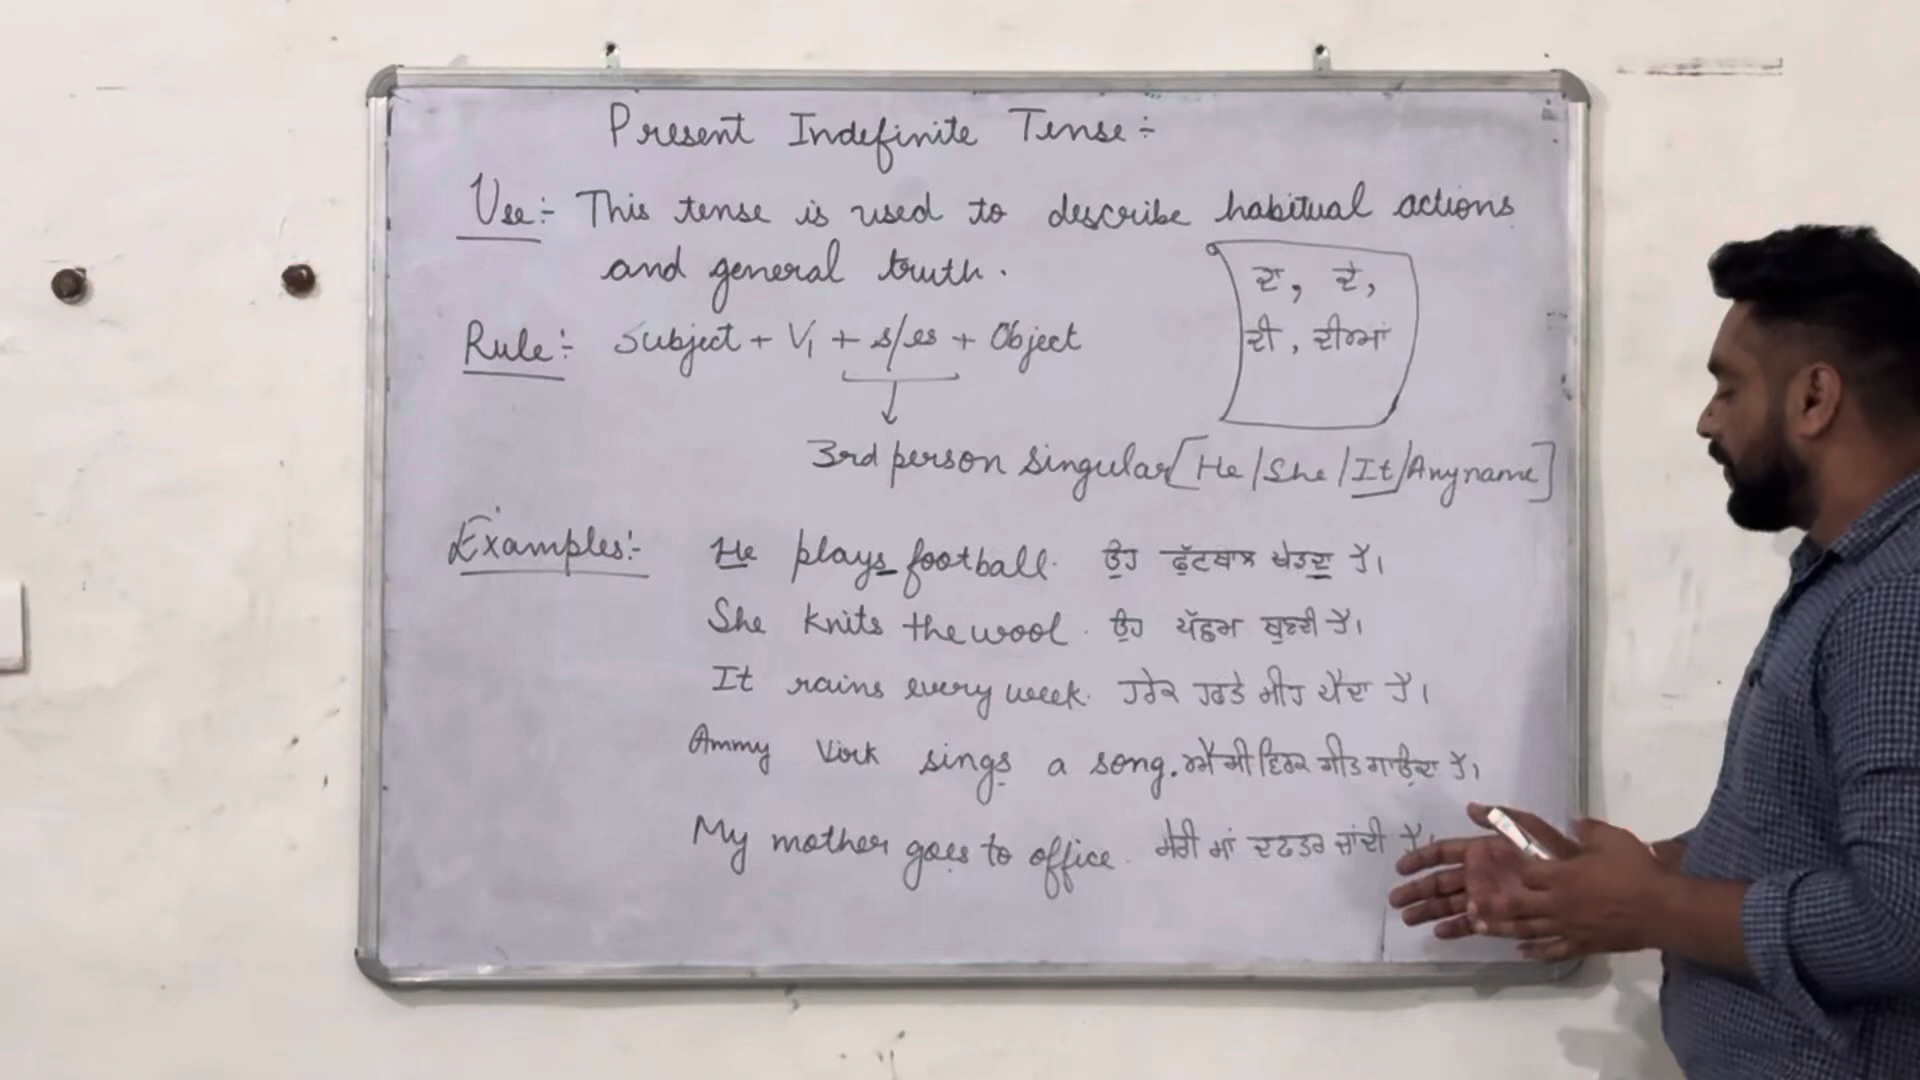 Present Indefinite Tense:-
Use:- This tense is used to describe habitual actions
and general truth.
ਦਾ, ਦੇ,
ਦੀ, ਦੀਆਂ
Rule:- Subject + V₁ + s/es + Object
3rd person singular [He/She/It/Any name]
Examples:- He plays football. ਉਹ ਫੁੱਟਬਾਲ ਖੇਡਦਾ ਹੈ।
She knits the wool. ਉਹ ਪੱਛਮ ਬੁਣਦੀ ਹੈ।
It rains every week. ਹਰੇਕ ਹਫਤੇ ਮੀਂਹ ਪੈਂਦਾ ਹੈ।
Ammy Virk sings a song. ਐਮੀ ਵਿਰਕ ਗੀਤ ਗਾਉਂਦਾ ਹੈ।
My mother goes to office. ਮੇਰੀ ਮਾਂ ਦਫਤਰ ਜਾਂਦੀ ਹੈ।